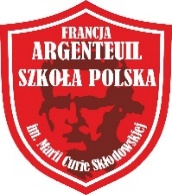 FRANCJA
ARGENTEUIL
SZKOŁA POLSKA
im. Marii Curie Skłodowskiej